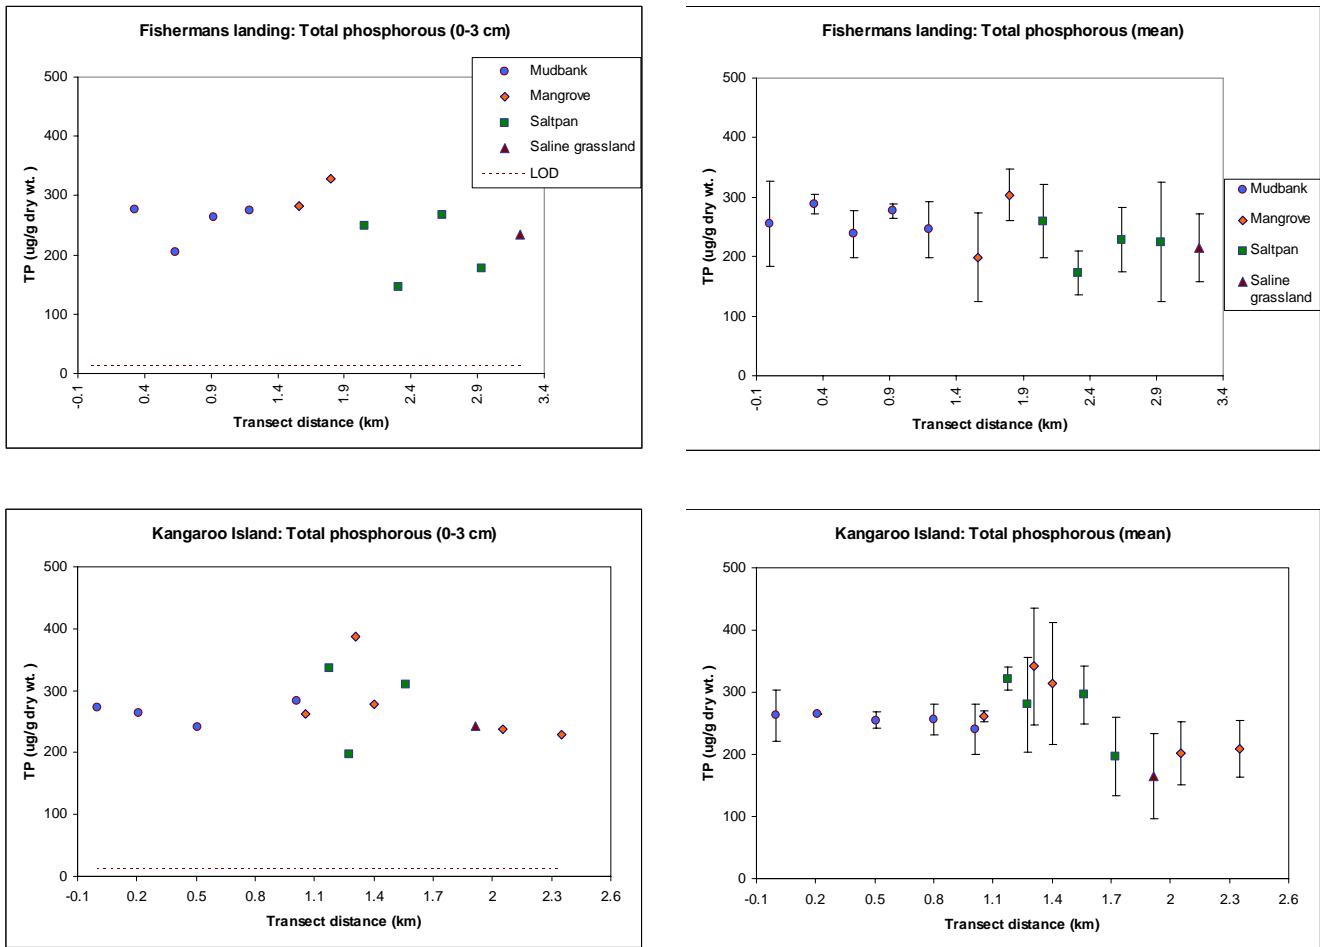 Fishermans landing: Total phosphorous (0-3 cm)
500
400
300
200
100
0
TP (ug/g dry wt. )
-0.1
0.4
0.9
1.4
1.9
2.4
2.9
3.4
Transect distance (km)
Mudbank
Mangrove
Saltpan
Saline grassland
LOD
Fishermans landing: Total phosphorous (mean)
500
400
300
200
100
0
TP (ug/g dry wt. )
-0.1
0.4
0.9
1.4
1.9
2.4
2.9
3.4
Transect distance (km)
Mudbank
Mangrove
Saltpan
Saline
grassland
Kangaroo Island: Total phosphorous (0-3 cm)
500
400
300
200
100
0
TP (ug/g dry wt. )
-0.1 0.2 0.5 0.8 1.1 1.4 1.7 2 2.3 2.6
Transect distance (km)
Kangaroo Island: Total phosphorous (mean)
500
400
300
200
100
0
TP (ug/g dry wt. )
-0.1 0.2 0.5 0.8 1.1 1.4 1.7 2 2.3 2.6
Transect distance (km)